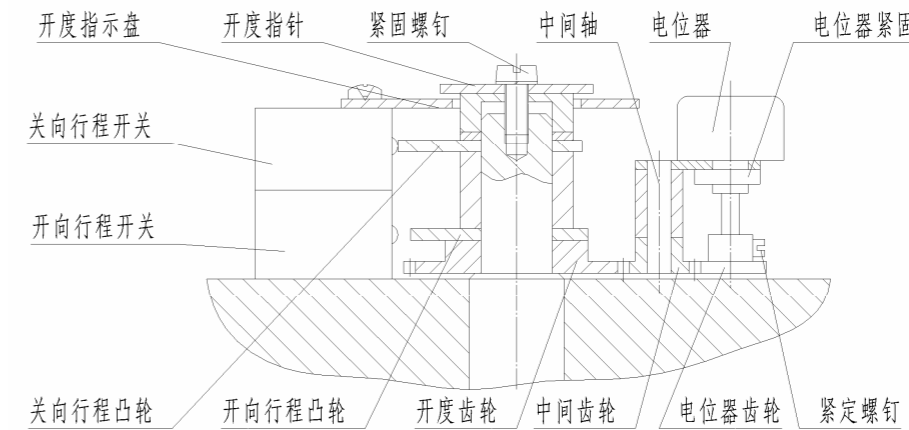 开度指示盘 开度指针 紧固螺钉 中间轴 电位器 电位器紧固
关向行程开关
开向行程开关
关向行程凸轮 开向行程凸轮 开度齿轮 中间齿轮 电位器齿轮 紧定螺钉